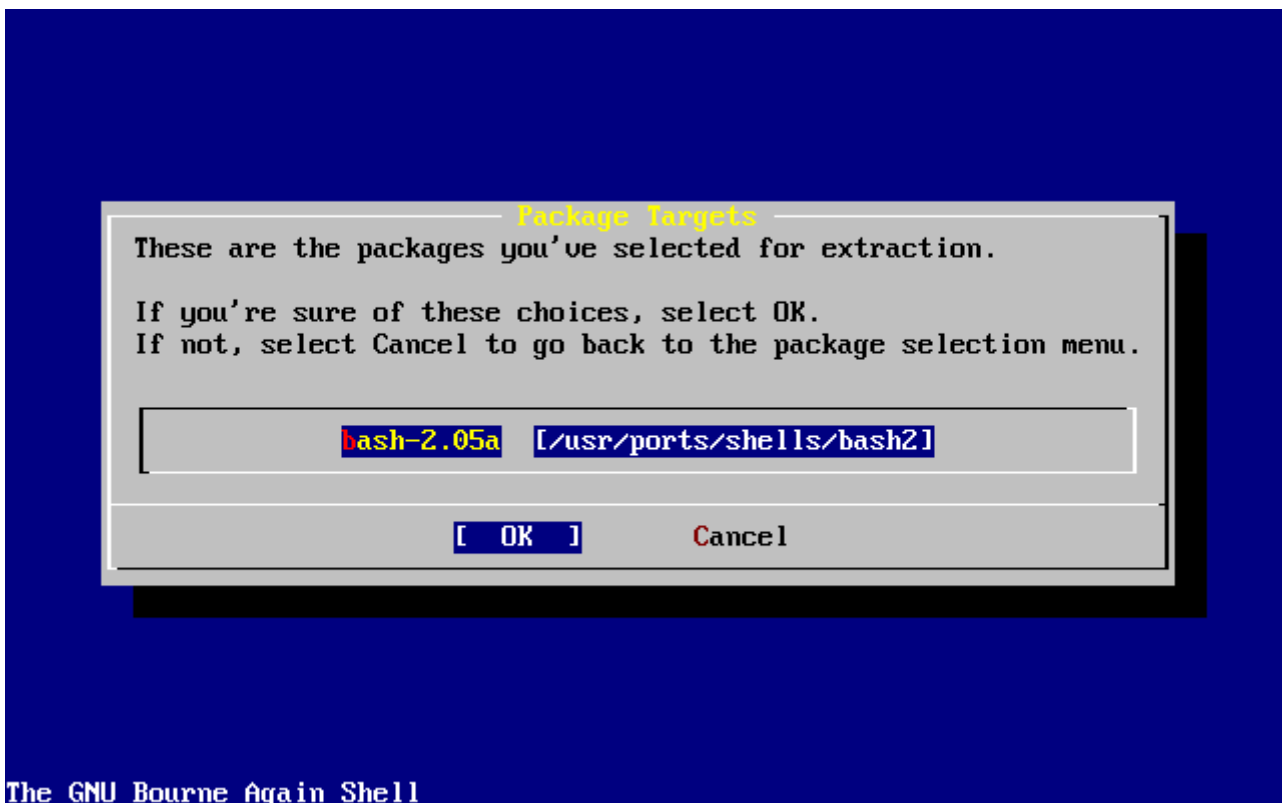 Package Targets
These are the packages you've selected for extraction.
If you're sure of these choices, select OK.
If not, select Cancel to go back to the package selection menu.
bash-2.05a [/usr/ports/shells/bash2]
[ OK ] Cancel
The GNU Bourne Again Shell